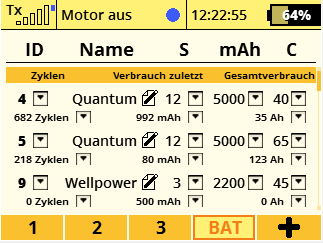 Tx Motor aus 12:22:55 64%
ID Name S mAh C
Zyklen Verbrauch zuletzt Gesamtverbrauch
4 Quantum 12 5000 40
682 Zyklen 992 mAh 35 Ah
5 Quantum 12 5000 65
218 Zyklen 80 mAh 123 Ah
9 Wellpower 3 2200 45
0 Zyklen 500 mAh 0 Ah
1 2 3 BAT +